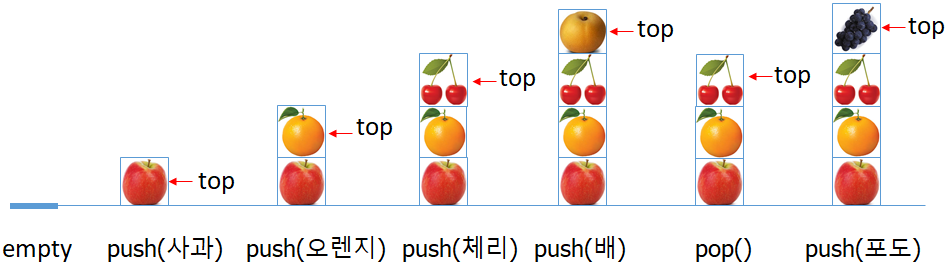 top
top
top
top
top
top
empty
push(사과)
push(오렌지)
push(체리)
push(배)
pop()
push(포도)